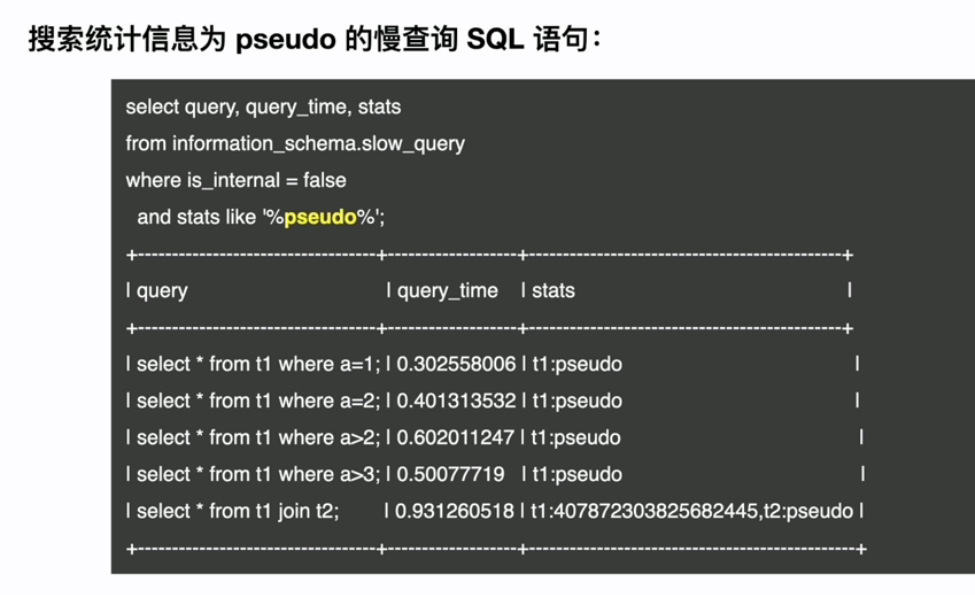 搜索统计信息为 pseudo 的慢查询 SQL 语句：
select query, query_time, stats
from information_schema.slow_query
where is_internal = false
and stats like '%pseudo%';
+-----------------------------------+-------------------+----------------------------------------------+
| query | query_time | stats |
+-----------------------------------+-------------------+----------------------------------------------+
| select * from t1 where a=1; | 0.302558006 | t1:pseudo |
| select * from t1 where a=2; | 0.401313532 | t1:pseudo |
| select * from t1 where a>2; | 0.602011247 | t1:pseudo |
| select * from t1 where a>3; | 0.50077719 | t1:pseudo |
| select * from t1 join t2; | 0.931260518 | t1:407872303825682445,t2:pseudo |
+-----------------------------------+-------------------+------------------------------------------------+